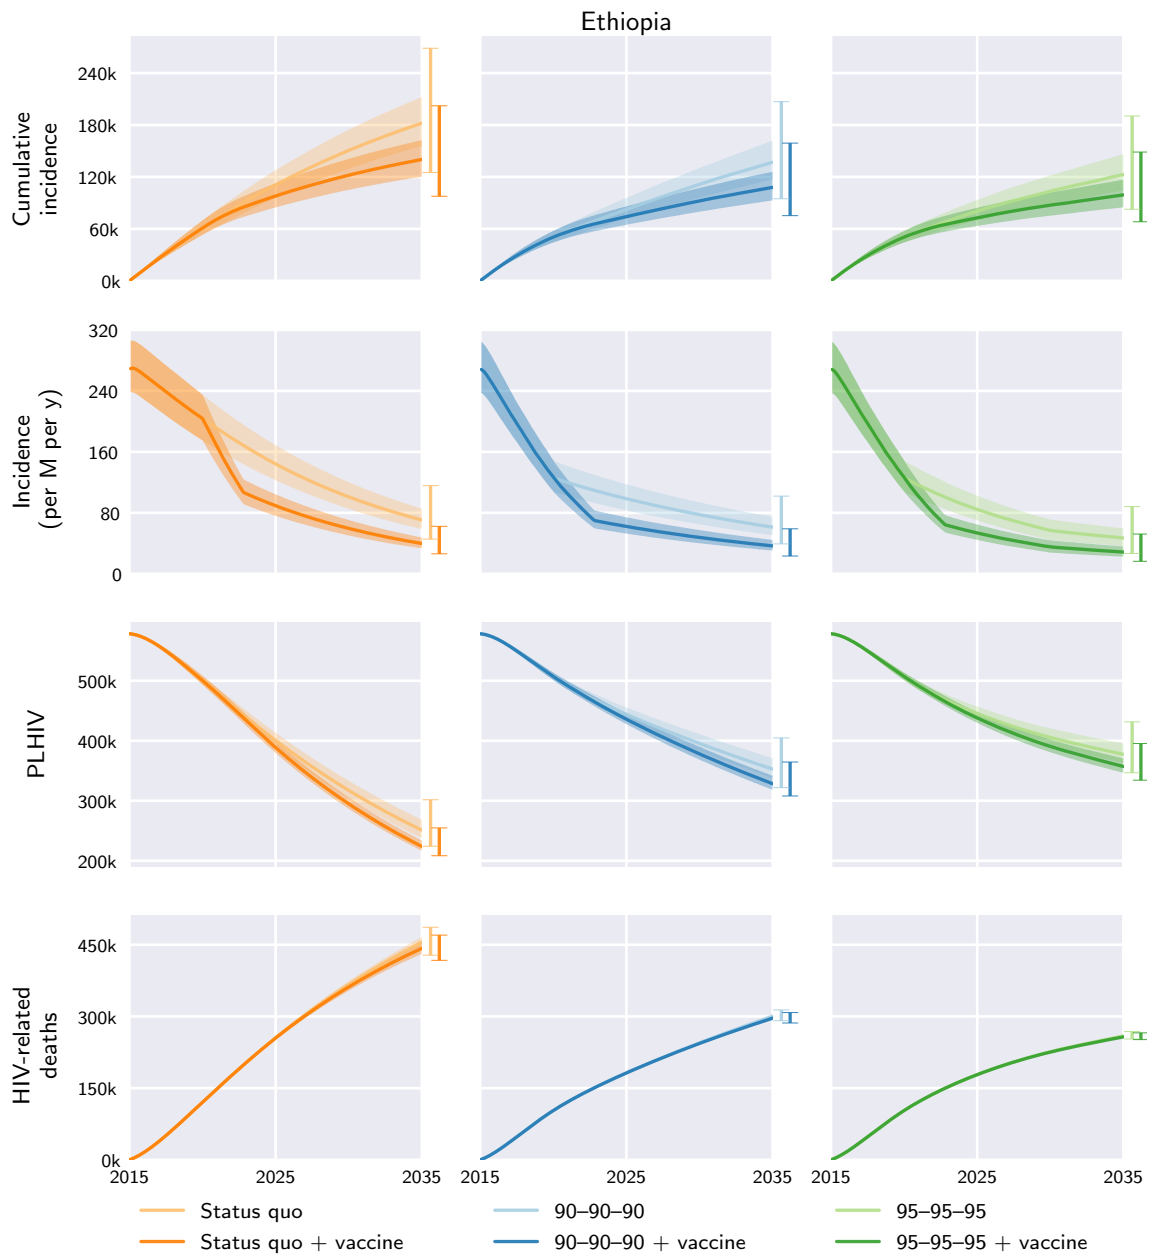 Ethiopia
Cumulative
incidence
240k
180k
120k
60k
0k
Incidence
(per M per y)
320
240
160
80
0
PLHIV
500k
400k
300k
200k
HIV-related
deaths
450k
300k
150k
0k
2015 2025 2035 2015 2025 2035 2015 2025 2035
Status quo 90–90–90 95–95–95
Status quo + vaccine 90–90–90 + vaccine 95–95–95 + vaccine